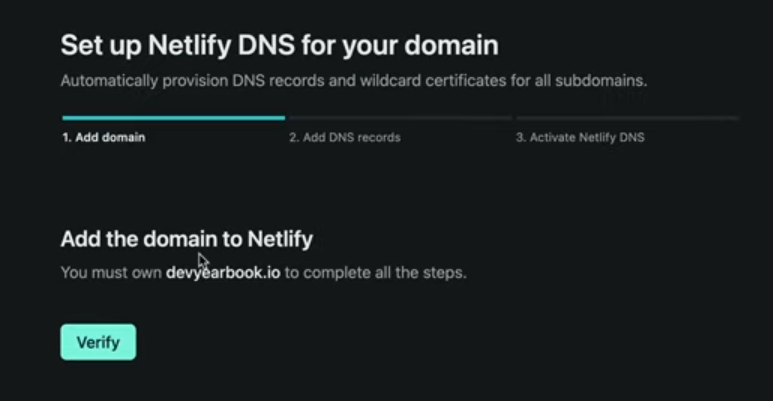 Set up Netlify DNS for your domain
Automatically provision DNS records and wildcard certificates for all subdomains.
1. Add domain
2. Add DNS records
3. Activate Netlify DNS
Add the domain to Netlify
You must own devyearbook.io to complete all the steps.
Verify